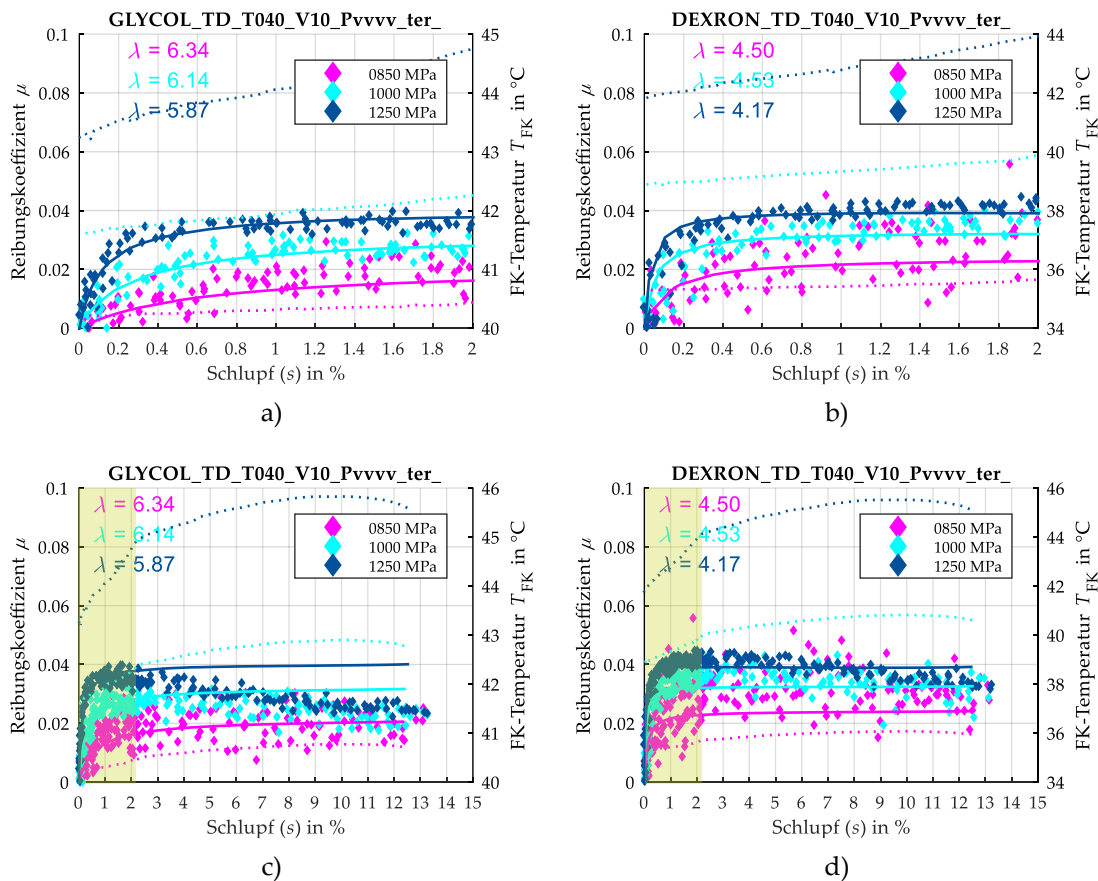 GLYCOL_TD_T040_V10_Pvvvv_ter_
0.1
0.08
0.06
0.04
0.02
0
45
44
43
42
41
40
λ = 6.34
λ = 6.14
λ = 5.87
0850 MPa
1000 MPa
1250 MPa
Reibungskoeffizient μ
FK-Temperatur T_FK in °C
0 0.2 0.4 0.6 0.8 1 1.2 1.4 1.6 1.8 2
Schlupf (s) in %
a)
DEXRON_TD_T040_V10_Pvvvv_ter_
0.1
0.08
0.06
0.04
0.02
0
44
42
40
38
36
34
λ = 4.50
λ = 4.53
λ = 4.17
0850 MPa
1000 MPa
1250 MPa
Reibungskoeffizient μ
FK-Temperatur T_FK in °C
0 0.2 0.4 0.6 0.8 1 1.2 1.4 1.6 1.8 2
Schlupf (s) in %
b)
GLYCOL_TD_T040_V10_Pvvvv_ter_
0.1
0.08
0.06
0.04
0.02
0
46
45
44
43
42
41
40
λ = 6.34
λ = 6.14
λ = 5.87
0850 MPa
1000 MPa
1250 MPa
Reibungskoeffizient μ
FK-Temperatur T_FK in °C
0 1 2 3 4 5 6 7 8 9 10 11 12 13 14 15
Schlupf (s) in %
c)
DEXRON_TD_T040_V10_Pvvvv_ter_
0.1
0.08
0.06
0.04
0.02
0
46
44
42
40
38
36
34
λ = 4.50
λ = 4.53
λ = 4.17
0850 MPa
1000 MPa
1250 MPa
Reibungskoeffizient μ
FK-Temperatur T_FK in °C
0 1 2 3 4 5 6 7 8 9 10 11 12 13 14 15
Schlupf (s) in %
d)